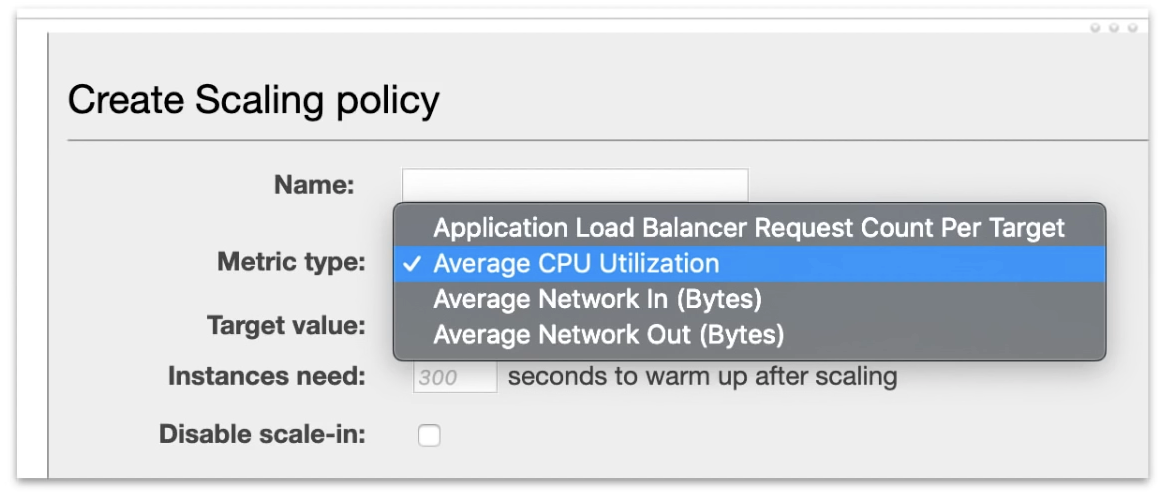 Create Scaling policy
Name:
Application Load Balancer Request Count Per Target
Metric type:
✓ Average CPU Utilization
Average Network In (Bytes)
Target value:
Average Network Out (Bytes)
Instances need: 300 seconds to warm up after scaling
Disable scale-in: